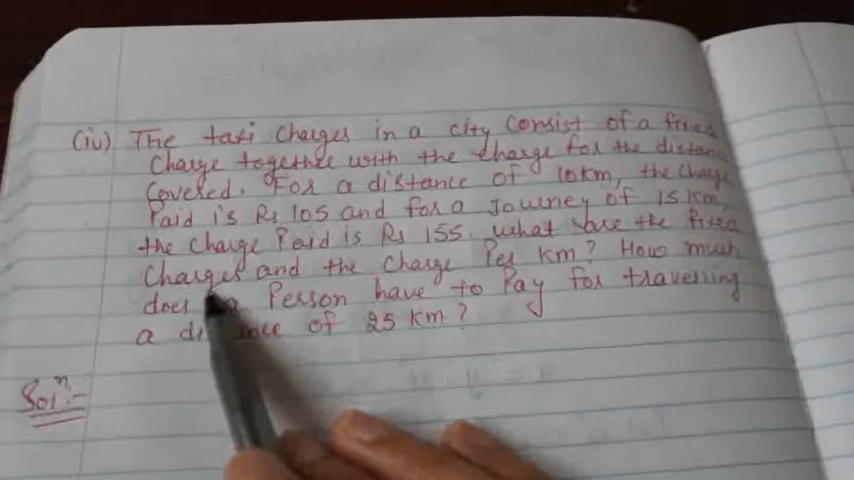 (iv) The taxi charges in a city consist of a fixed
charge together with the charge for the distance
covered. For a distance of 10km, the charge
Paid is Rs 105 and for a Journey of 15 km,
the charge Paid is Rs 155. what are the fixed
Charges and the charge Per km? How much
does a Person have to Pay for travelling
a distance of 25 km?
Solⁿ:-